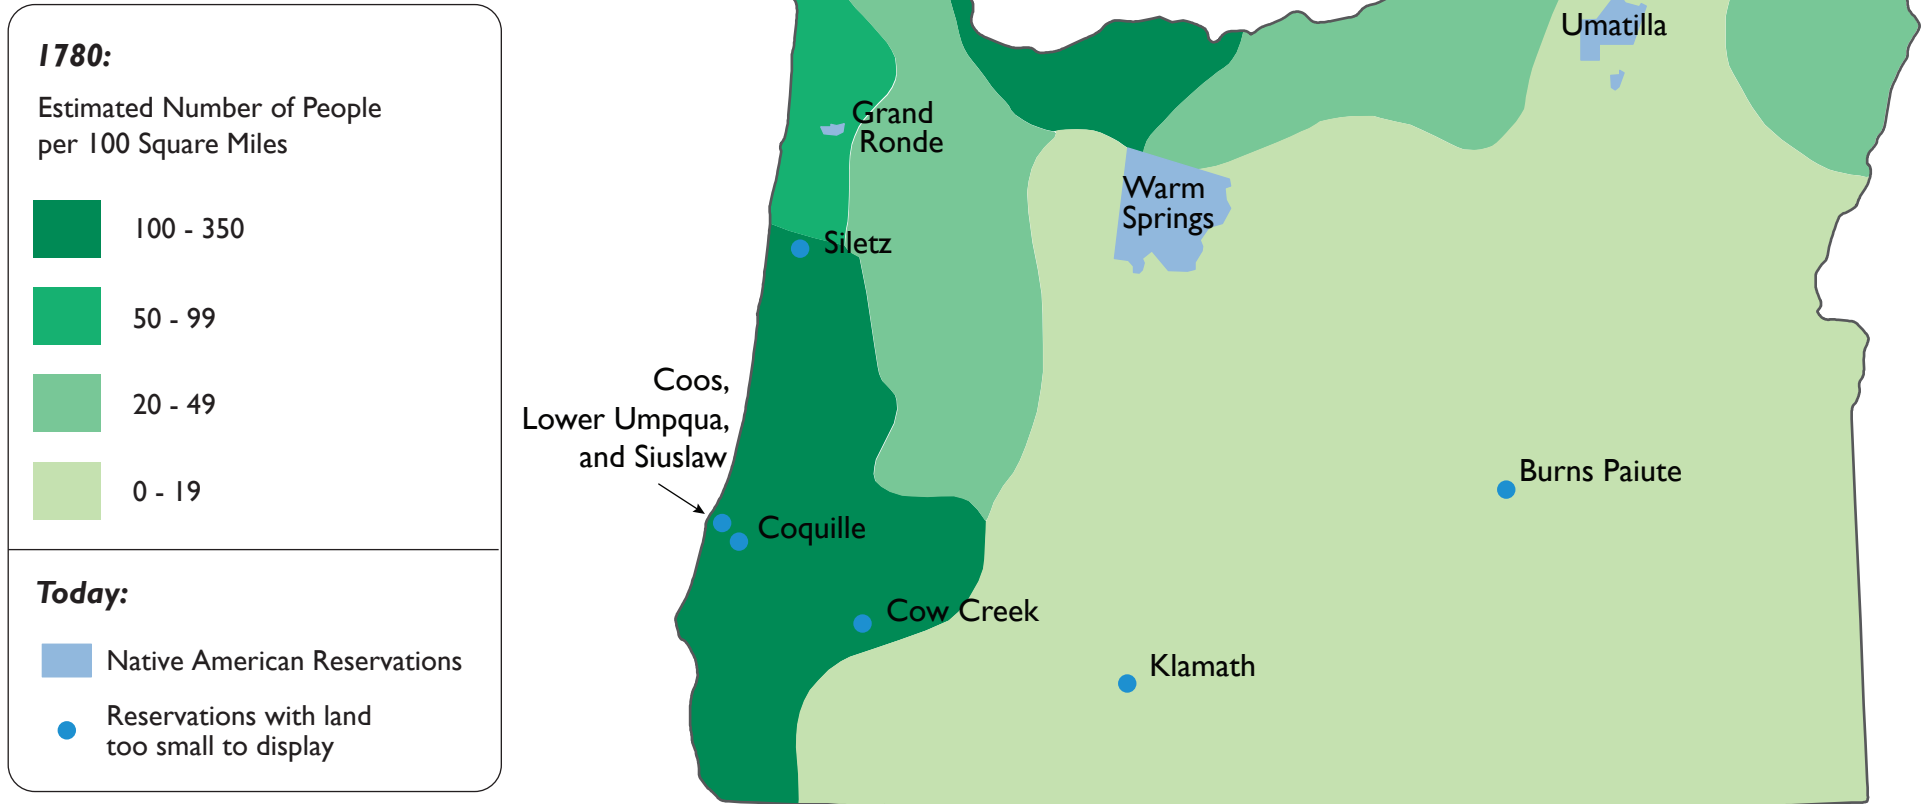 1780:
Estimated Number of People
per 100 Square Miles
100 - 350
50 - 99
20 - 49
0 - 19
Today:
Native American Reservations
Reservations with land
too small to display
Umatilla
Grand
Ronde
Warm
Springs
Siletz
Coos,
Lower Umpqua,
and Siuslaw
Burns Paiute
Coquille
Cow Creek
Klamath